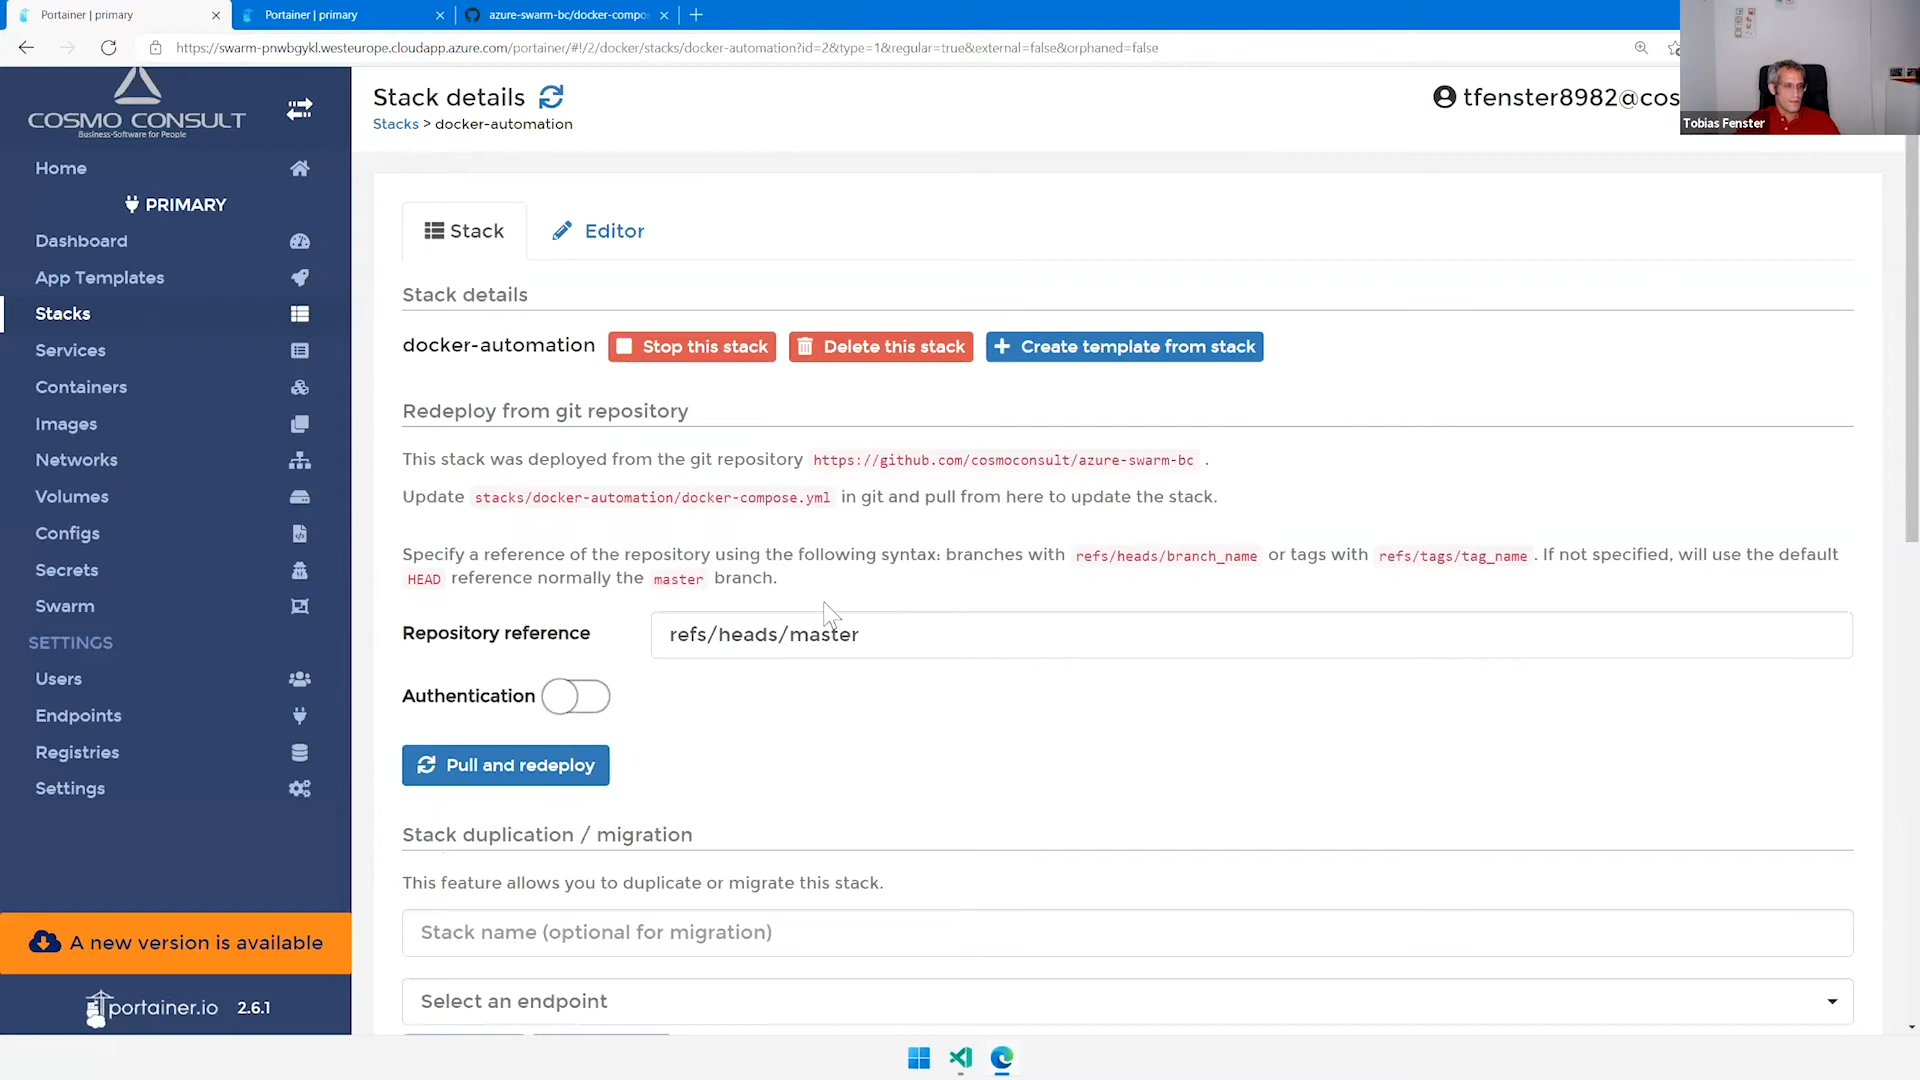 Portainer | primary
Portainer | primary
azure-swarm-bc/docker-compo
https://swarm-pnwbgykl.westeurope.cloudapp.azure.com/portainer/#!/2/docker/stacks/docker-automation?id=2&type=1&regular=true&external=false&orphaned=false
COSMO CONSULT
Business-Software for People
Home
PRIMARY
Dashboard
App Templates
Stacks
Services
Containers
Images
Networks
Volumes
Configs
Secrets
Swarm
SETTINGS
Users
Endpoints
Registries
Settings
A new version is available
portainer.io 2.6.1
Stack details
Stacks > docker-automation
tfenster8982@cos
Tobias Fenster
Stack
Editor
Stack details
docker-automation Stop this stack Delete this stack Create template from stack
Redeploy from git repository
This stack was deployed from the git repository https://github.com/cosmoconsult/azure-swarm-bc .
Update stacks/docker-automation/docker-compose.yml in git and pull from here to update the stack.
Specify a reference of the repository using the following syntax: branches with refs/heads/branch_name or tags with refs/tags/tag_name. If not specified, will use the default
HEAD reference normally the master branch.
Repository reference refs/heads/master
Authentication
Pull and redeploy
Stack duplication / migration
This feature allows you to duplicate or migrate this stack.
Stack name (optional for migration)
Select an endpoint